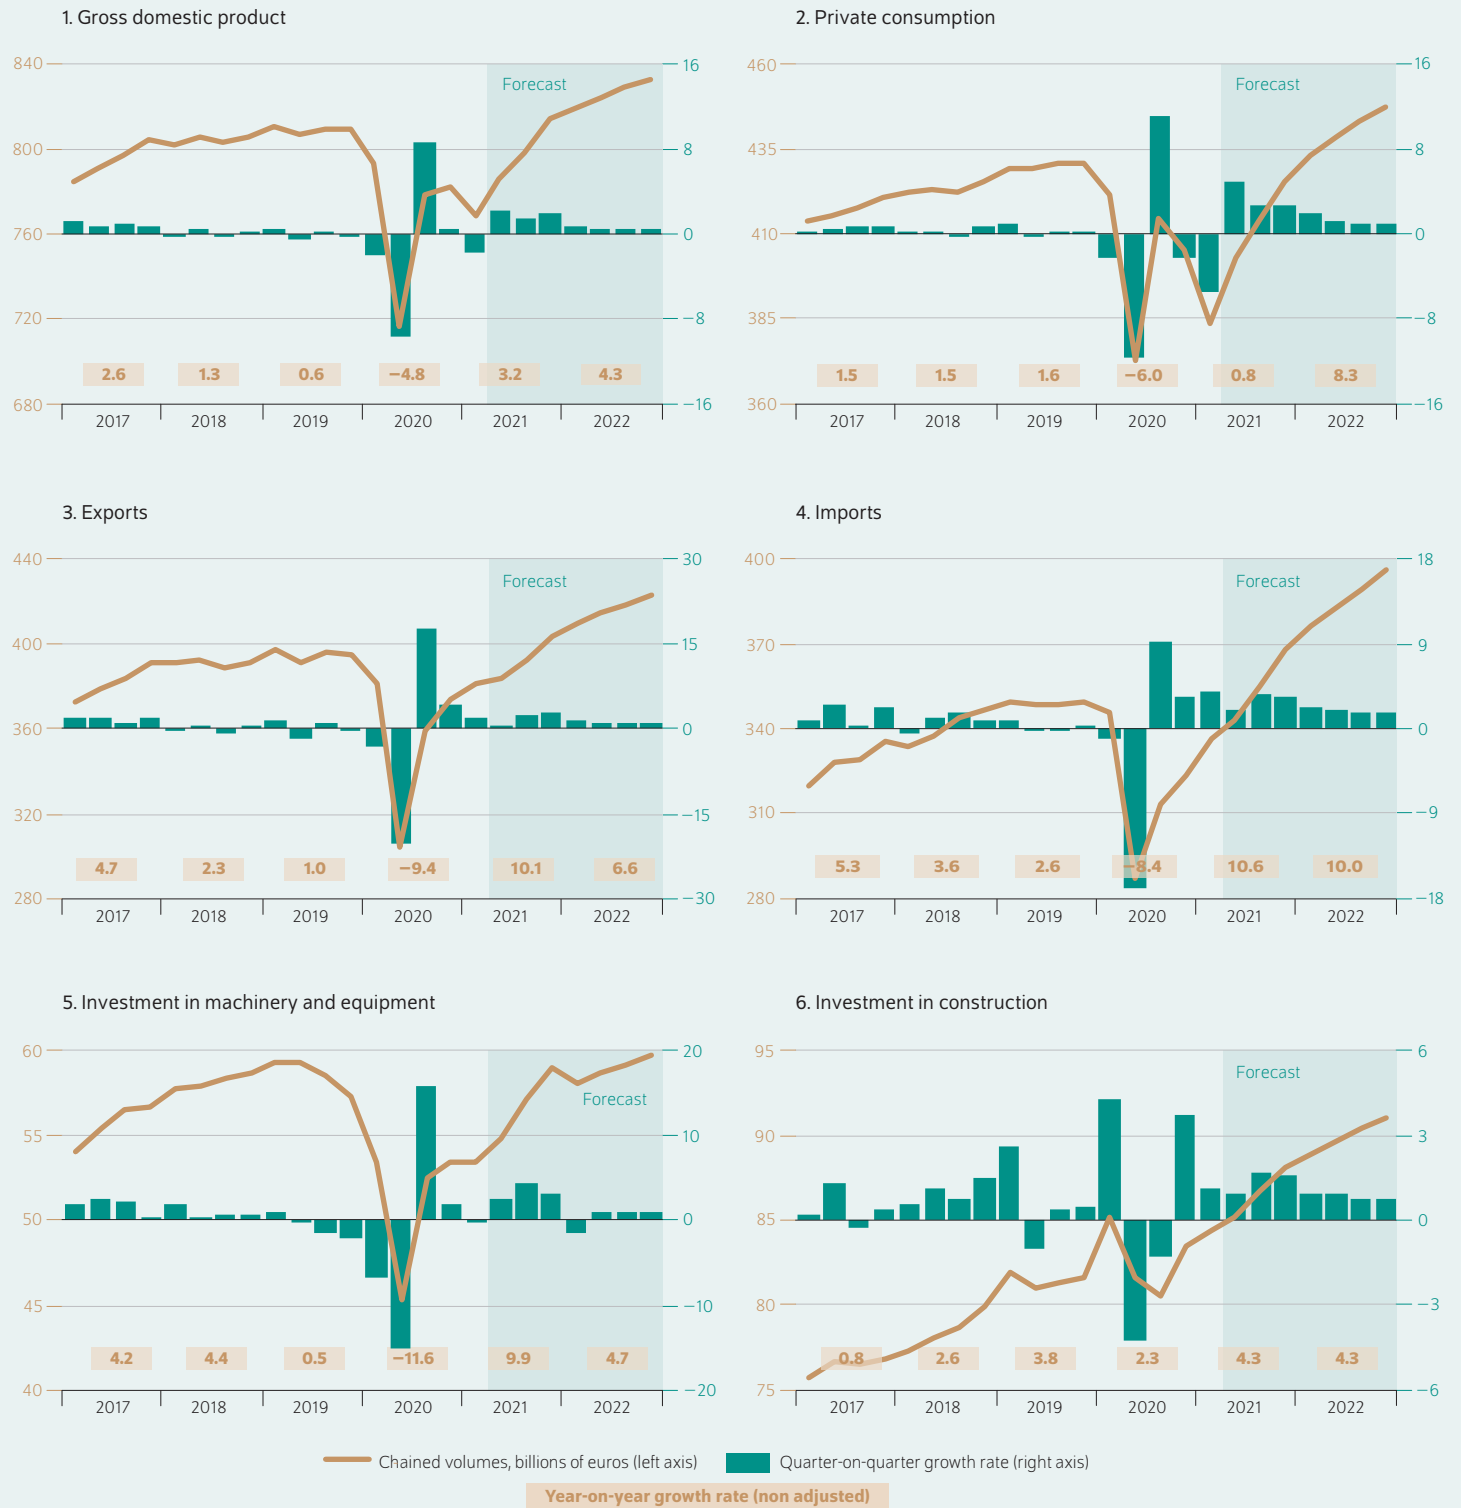 1. Gross domestic product
840
800
760
720
680
16
8
0
−8
−16
Forecast
2.6 1.3 0.6 −4.8 3.2 4.3
2017 2018 2019 2020 2021 2022
2. Private consumption
460
435
410
385
360
16
8
0
−8
−16
Forecast
1.5 1.5 1.6 −6.0 0.8 8.3
2017 2018 2019 2020 2021 2022
3. Exports
440
400
360
320
280
30
15
0
−15
−30
Forecast
4.7 2.3 1.0 −9.4 10.1 6.6
2017 2018 2019 2020 2021 2022
4. Imports
400
370
340
310
280
18
9
0
−9
−18
Forecast
5.3 3.6 2.6 −8.4 10.6 10.0
2017 2018 2019 2020 2021 2022
5. Investment in machinery and equipment
60
55
50
45
40
20
10
0
−10
−20
Forecast
4.2 4.4 0.5 −11.6 9.9 4.7
2017 2018 2019 2020 2021 2022
6. Investment in construction
95
90
85
80
75
6
3
0
−3
−6
Forecast
0.8 2.6 3.8 2.3 4.3 4.3
2017 2018 2019 2020 2021 2022
Chained volumes, billions of euros (left axis) Quarter-on-quarter growth rate (right axis)
Year-on-year growth rate (non adjusted)